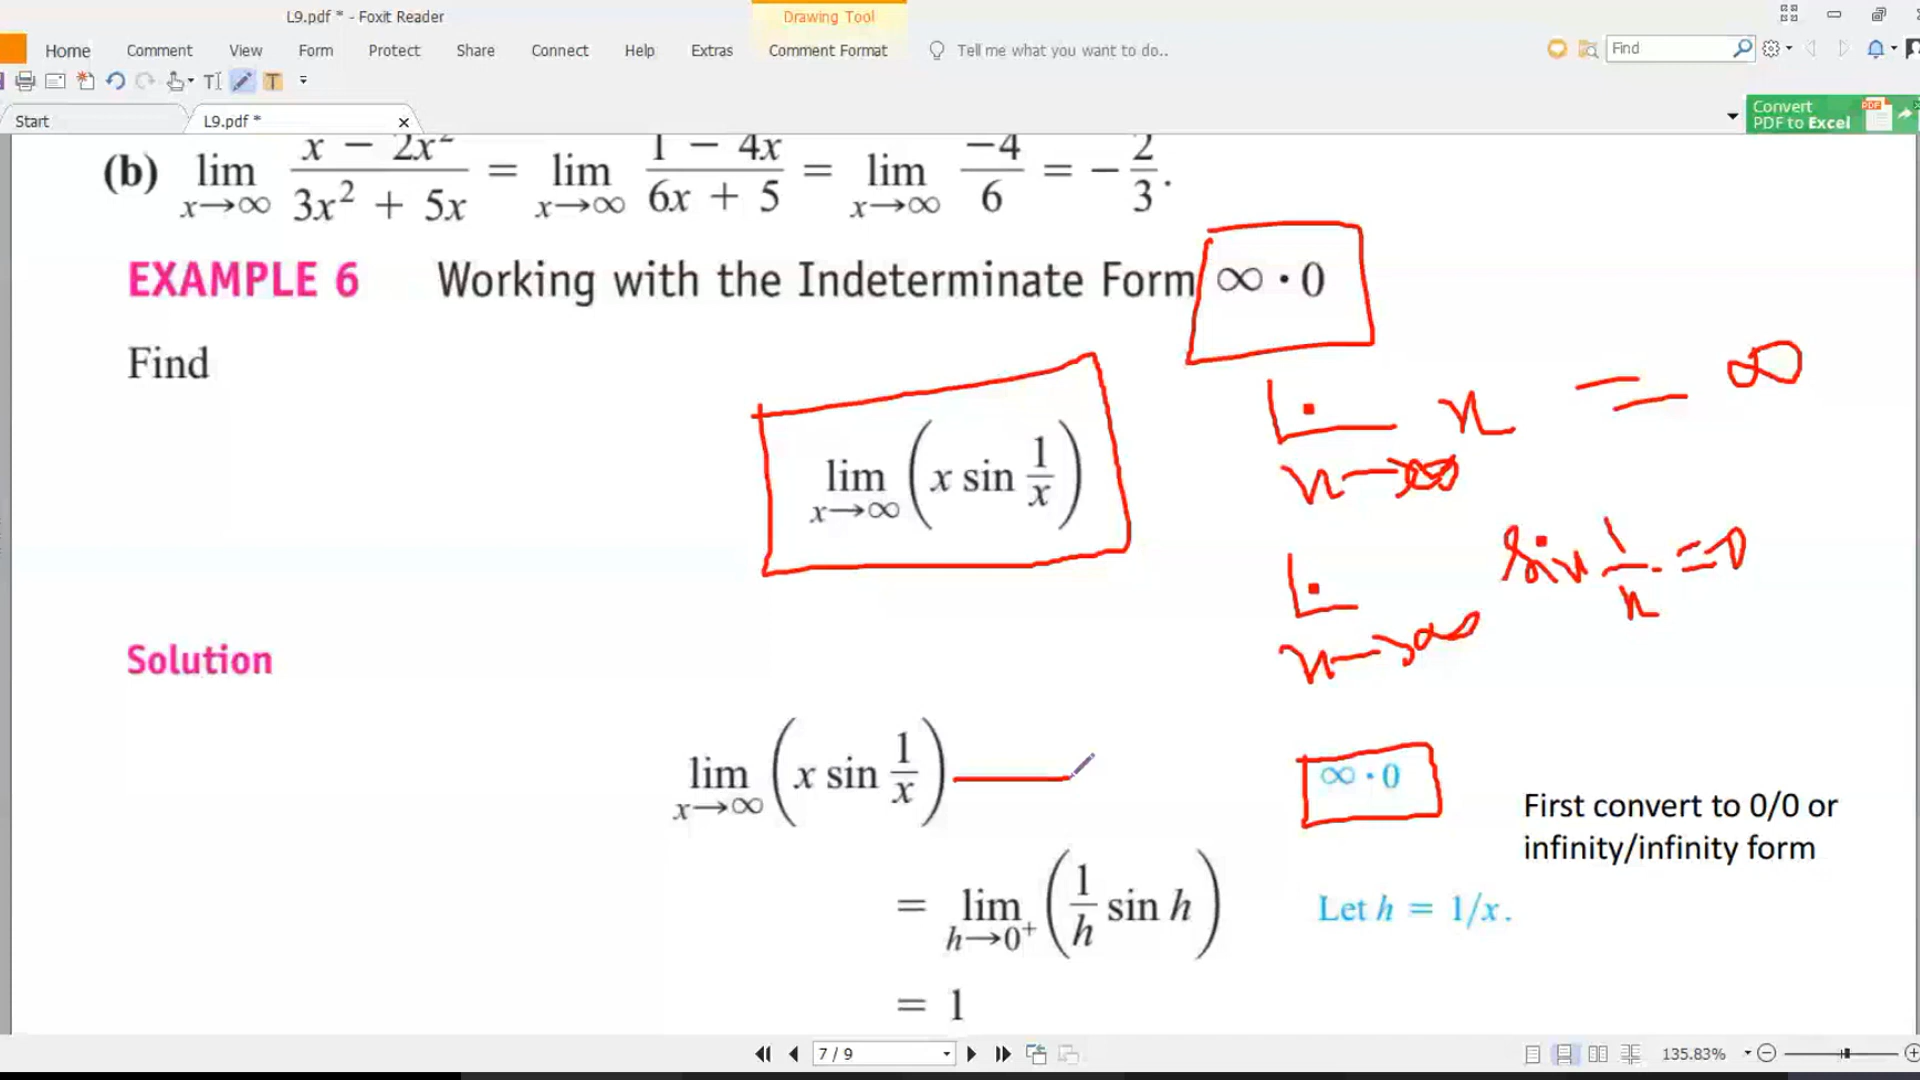 L9.pdf * - Foxit Reader
Drawing Tool
Home Comment View Form Protect Share Connect Help Extras Comment Format Tell me what you want to do.. Find
Start
L9.pdf *
Convert
PDF to Excel
PDF
(b) lim x→∞ (x − 2x²)/(3x² + 5x) = lim x→∞ (1 − 4x)/(6x + 5) = lim x→∞ −4/6 = −2/3.
EXAMPLE 6 Working with the Indeterminate Form ∞ · 0
Find
lim x→∞ (x sin 1/x)
Li x = ∞
x→∞
Li sin 1/x = 0
x→∞
Solution
lim x→∞ (x sin 1/x)
∞ · 0
First convert to 0/0 or
infinity/infinity form
= lim h→0⁺ (1/h sin h) Let h = 1/x.
= 1
7 / 9
135.83%